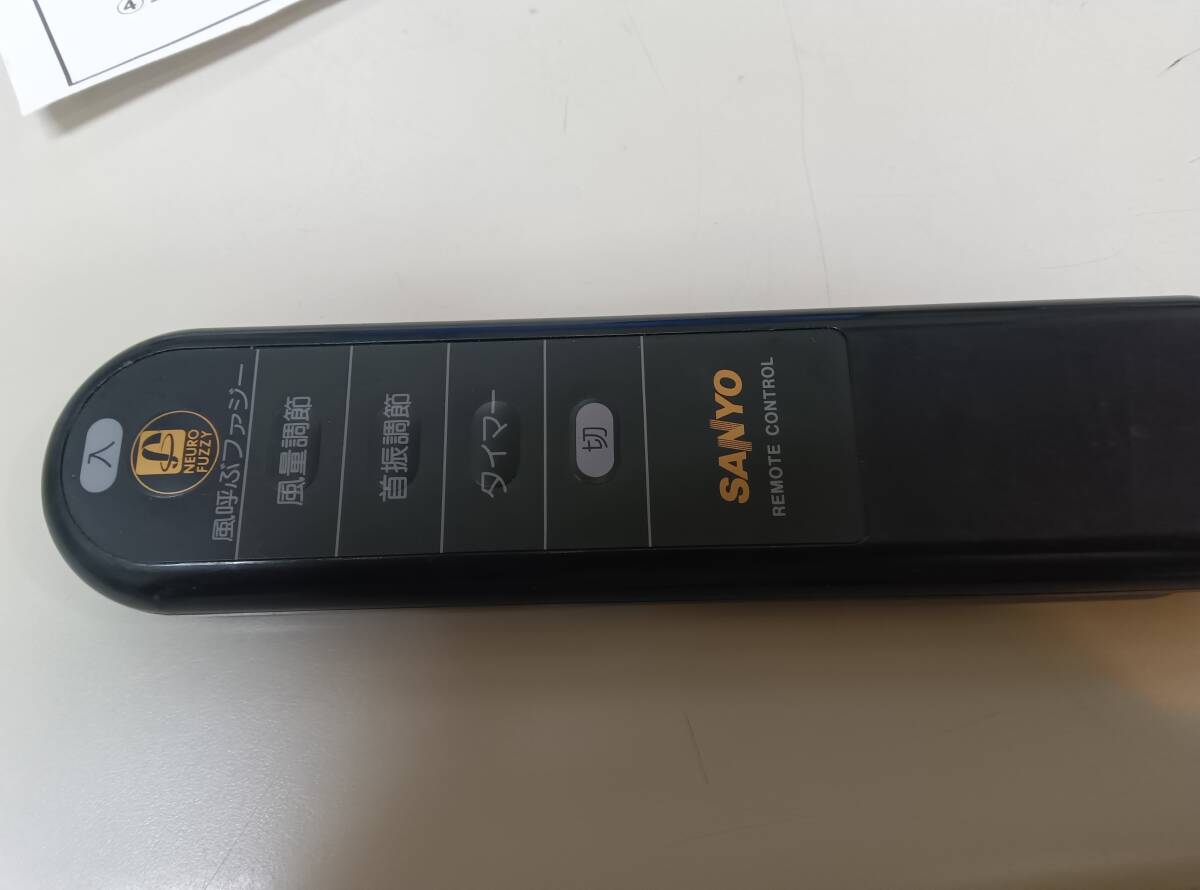 ④
入
NEURO
FUZZY
風呼ぶファジー
風量調節
首振調節
タイマー
切
SANYO
REMOTE CONTROL